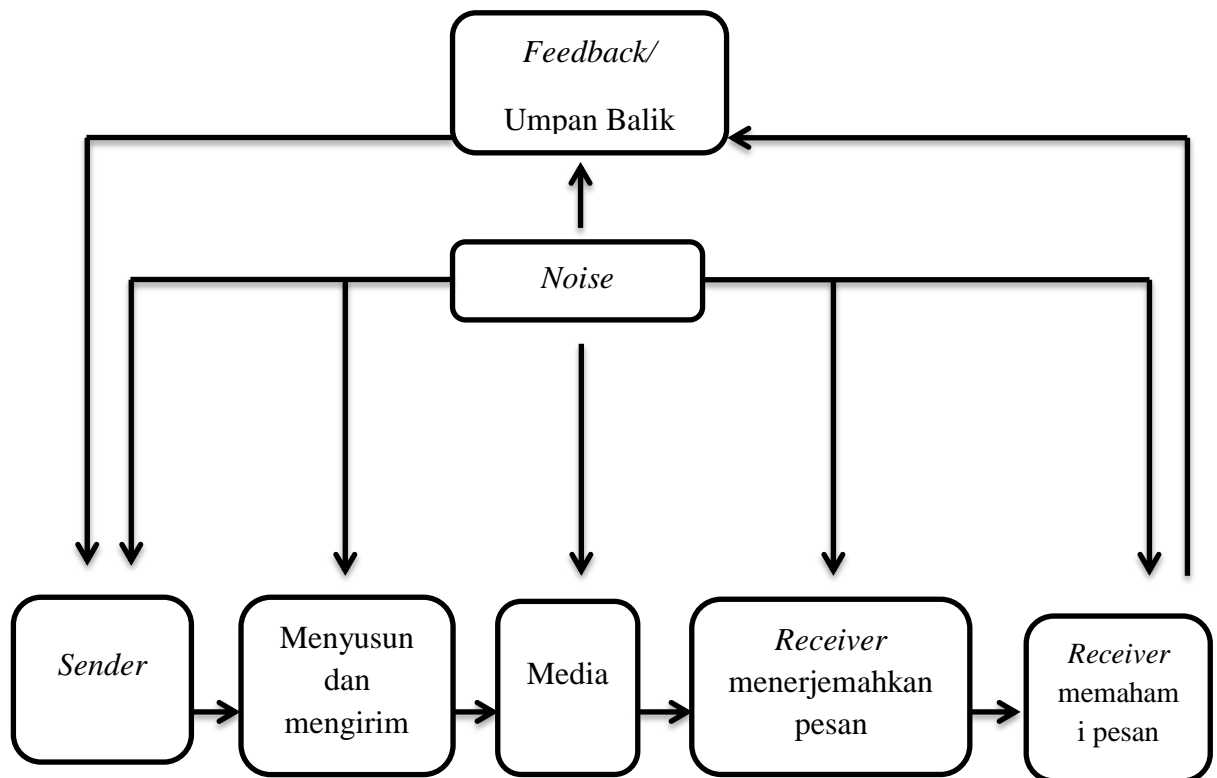 Feedback/
Umpan Balik
Noise
Sender
Menyusun
dan
mengirim
Media
Receiver
menerjemahkan
pesan
Receiver
memaham
i pesan